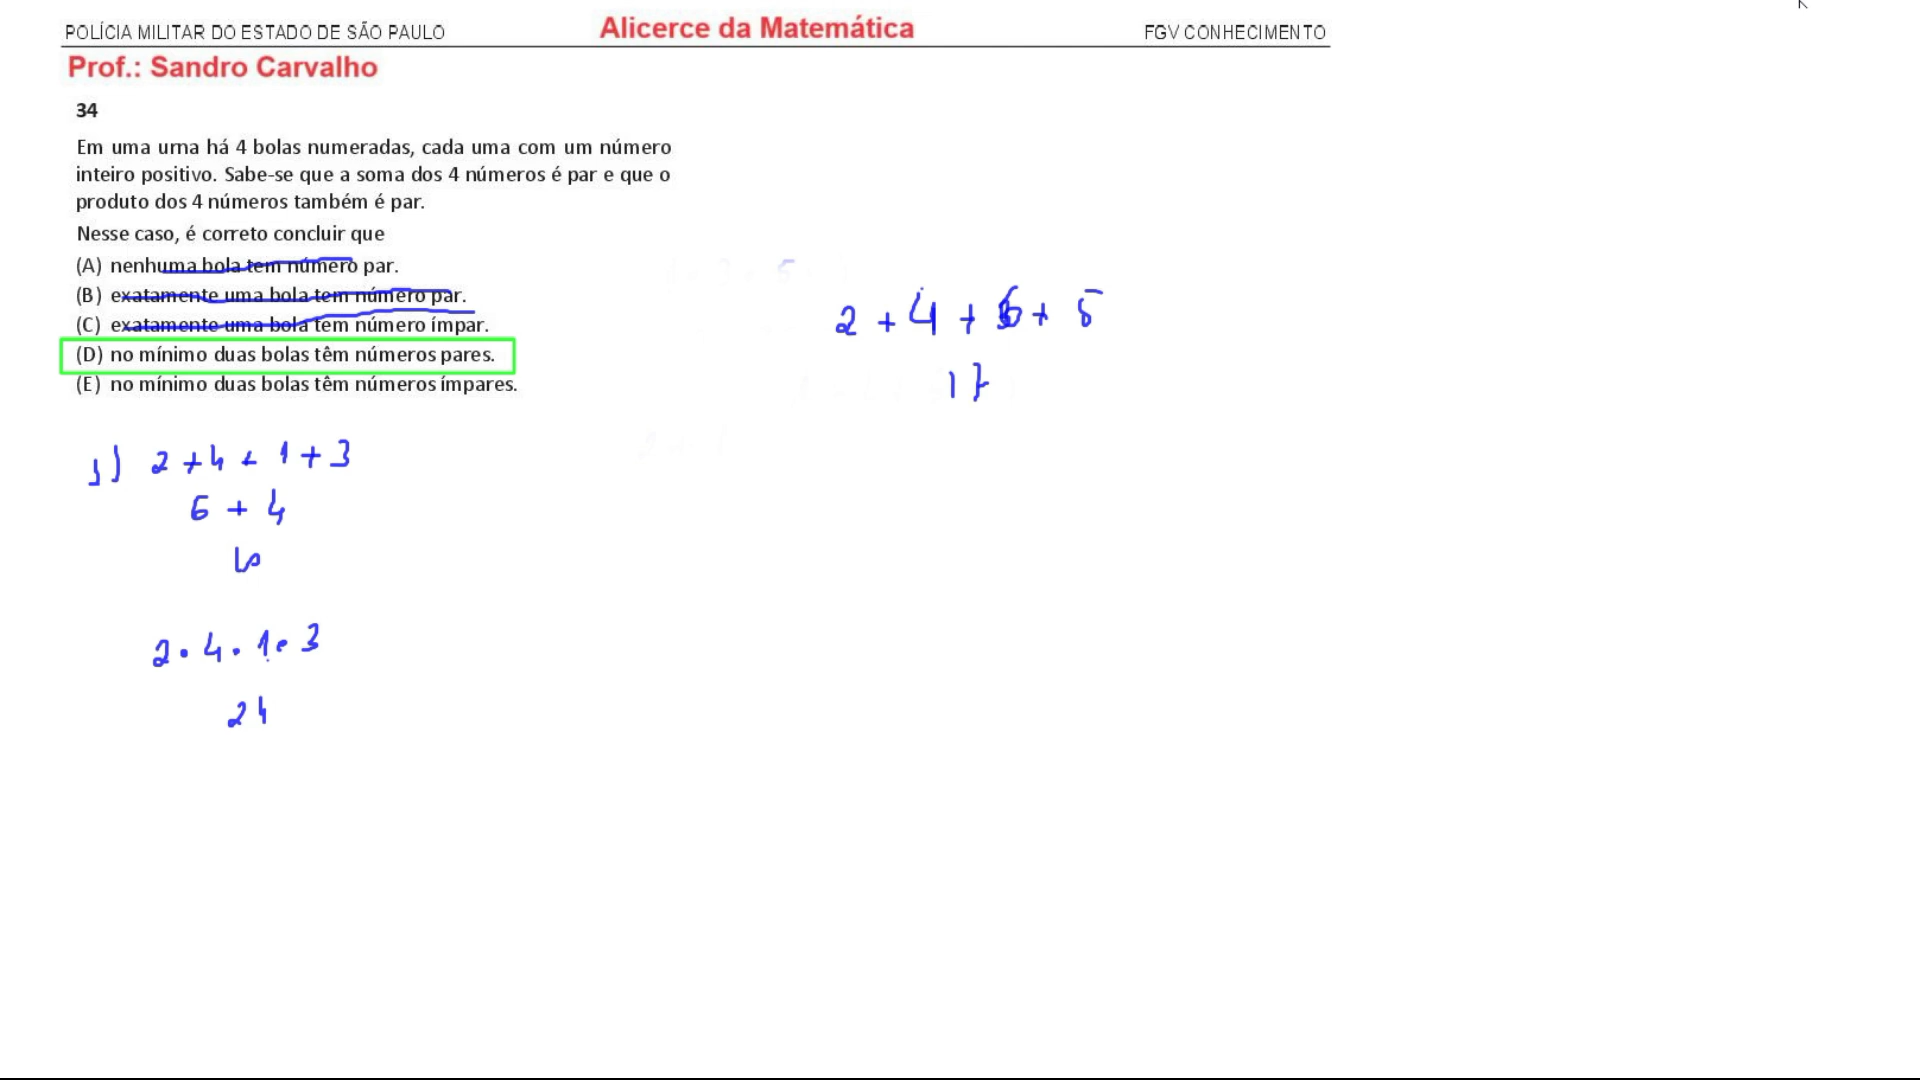 POLÍCIA MILITAR DO ESTADO DE SÃO PAULO Alicerce da Matemática FGV CONHECIMENTO
Prof.: Sandro Carvalho
34
Em uma urna há 4 bolas numeradas, cada uma com um número
inteiro positivo. Sabe-se que a soma dos 4 números é par e que o
produto dos 4 números também é par.
Nesse caso, é correto concluir que
(A) nenhuma bola tem número par.
(B) exatamente uma bola tem número par.
(C) exatamente uma bola tem número ímpar.
(D) no mínimo duas bolas têm números pares.
(E) no mínimo duas bolas têm números ímpares.
2 + 4 + 6 + 5
17
1) 2 + 4 + 1 + 3
6 + 4
10
2 . 4 . 1 . 3
24